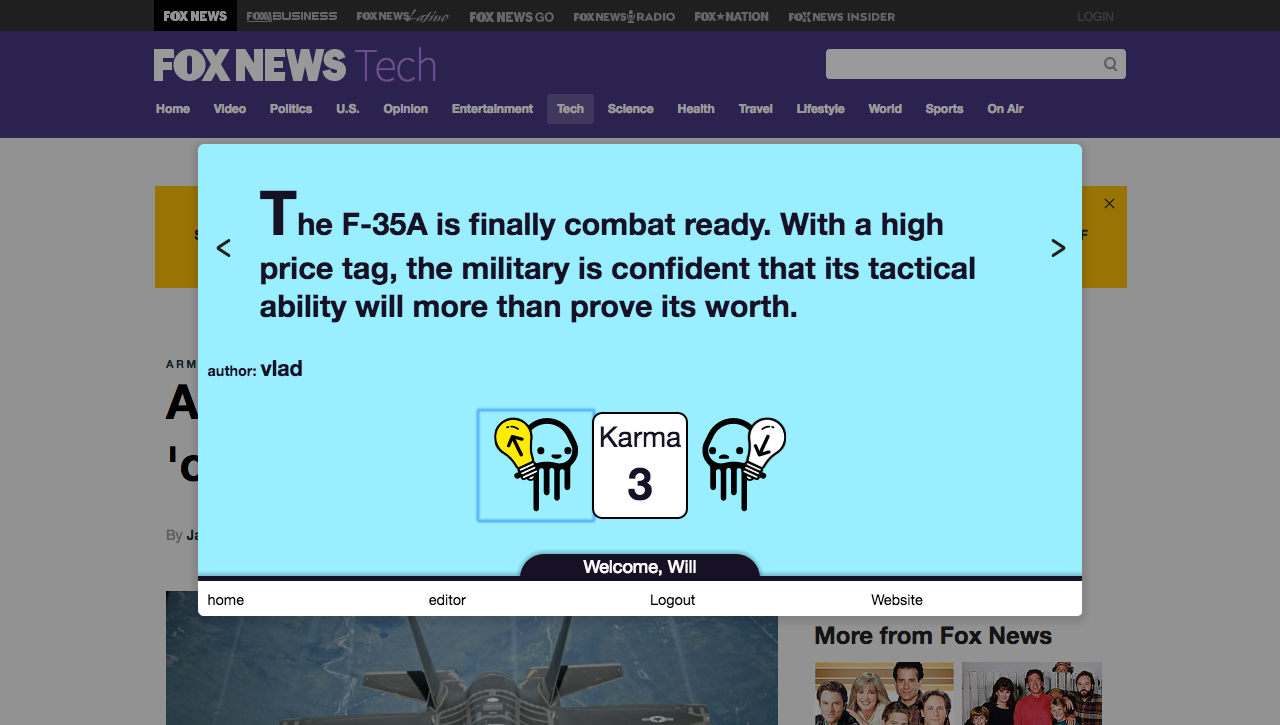 FOX NEWS FOX BUSINESS FOX NEWS Latino FOX NEWS GO FOX NEWS RADIO FOX★NATION FOX NEWS INSIDER LOGIN
FOX NEWS Tech
Home Video Politics U.S. Opinion Entertainment Tech Science Health Travel Lifestyle World Sports On Air
The F-35A is finally combat ready. With a high
price tag, the military is confident that its tactical
ability will more than prove its worth.
<
>
author: vlad
ARM
A
'c
By Ja
Karma
3
Welcome, Will
home editor Logout Website
More from Fox News